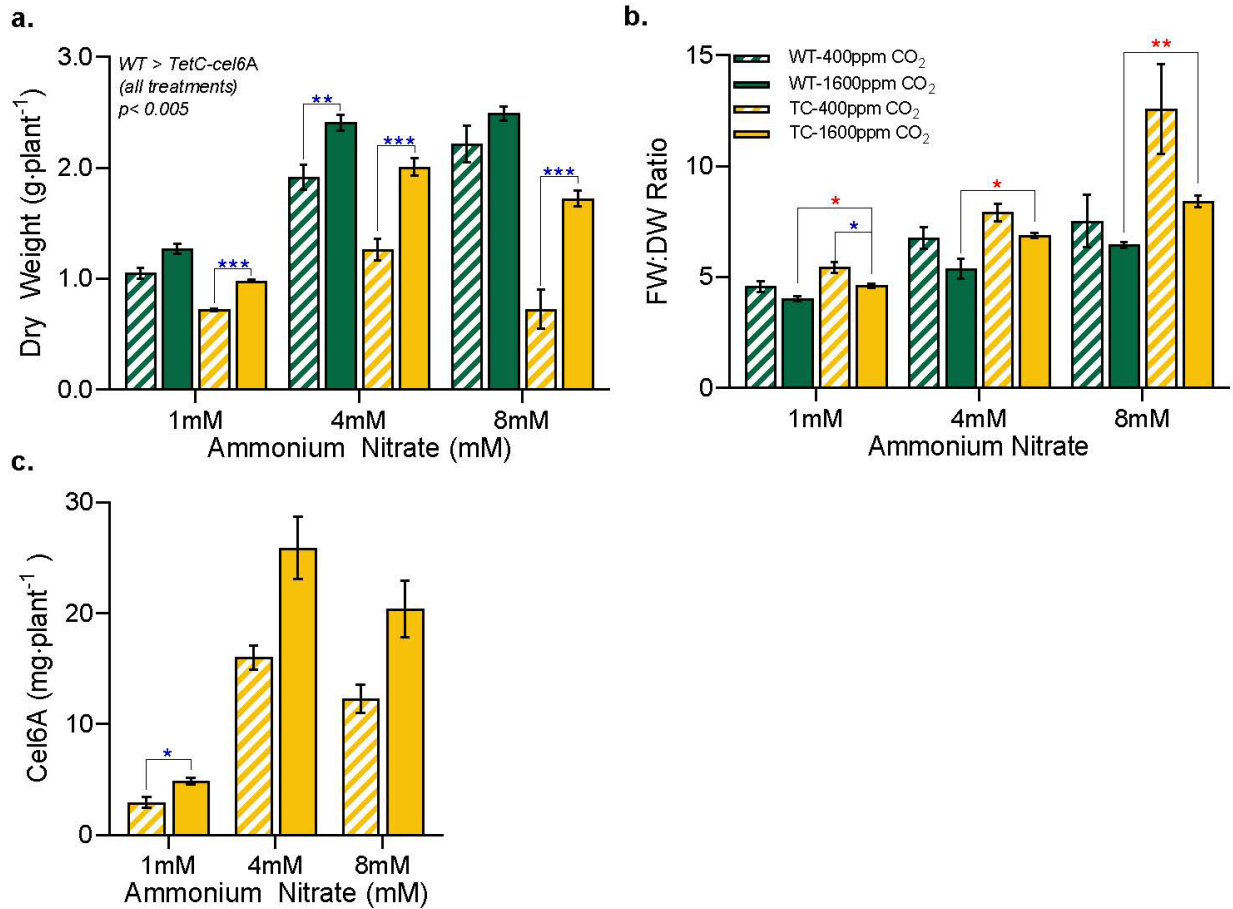 a.
3.0
2.0
1.0
0.0
Dry Weight (g·plant⁻¹)
WT > TetC-cel6A
(all treatments)
p< 0.005
***
**
***
***
1mM
4mM
8mM
Ammonium Nitrate (mM)
b.
15
10
5
0
FW:DW Ratio
WT-400ppm CO₂
WT-1600ppm CO₂
TC-400ppm CO₂
TC-1600ppm CO₂
*
*
*
**
1mM
4mM
8mM
Ammonium Nitrate
c.
30
20
10
0
Cel6A (mg·plant⁻¹ )
*
1mM
4mM
8mM
Ammonium Nitrate (mM)